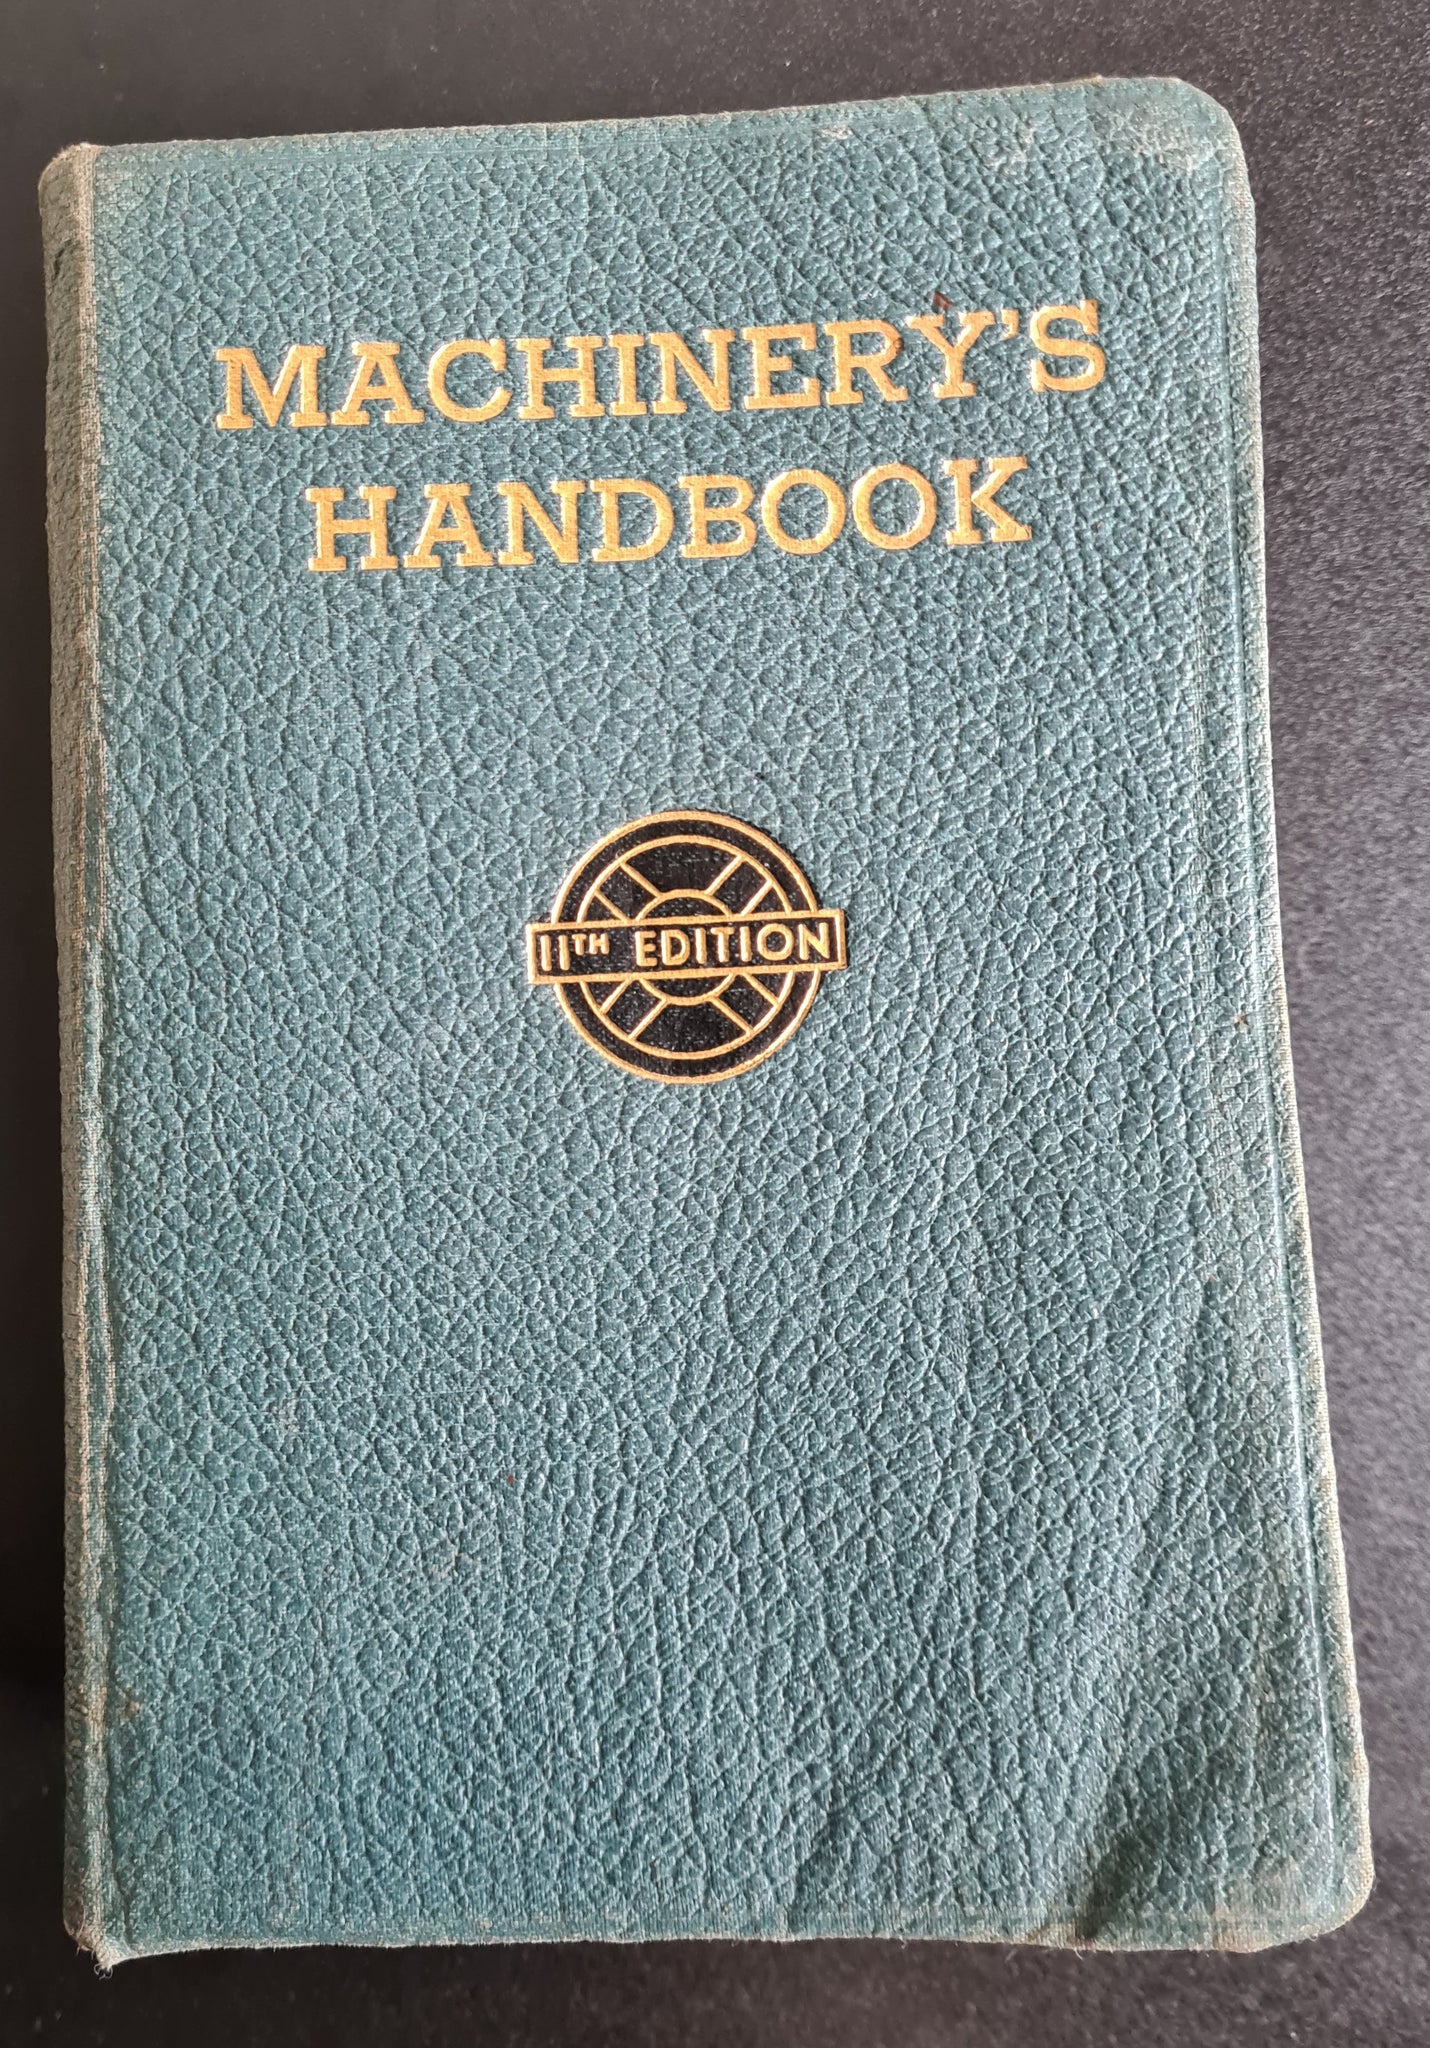 MACHINERY'S
HANDBOOK
11TH EDITION